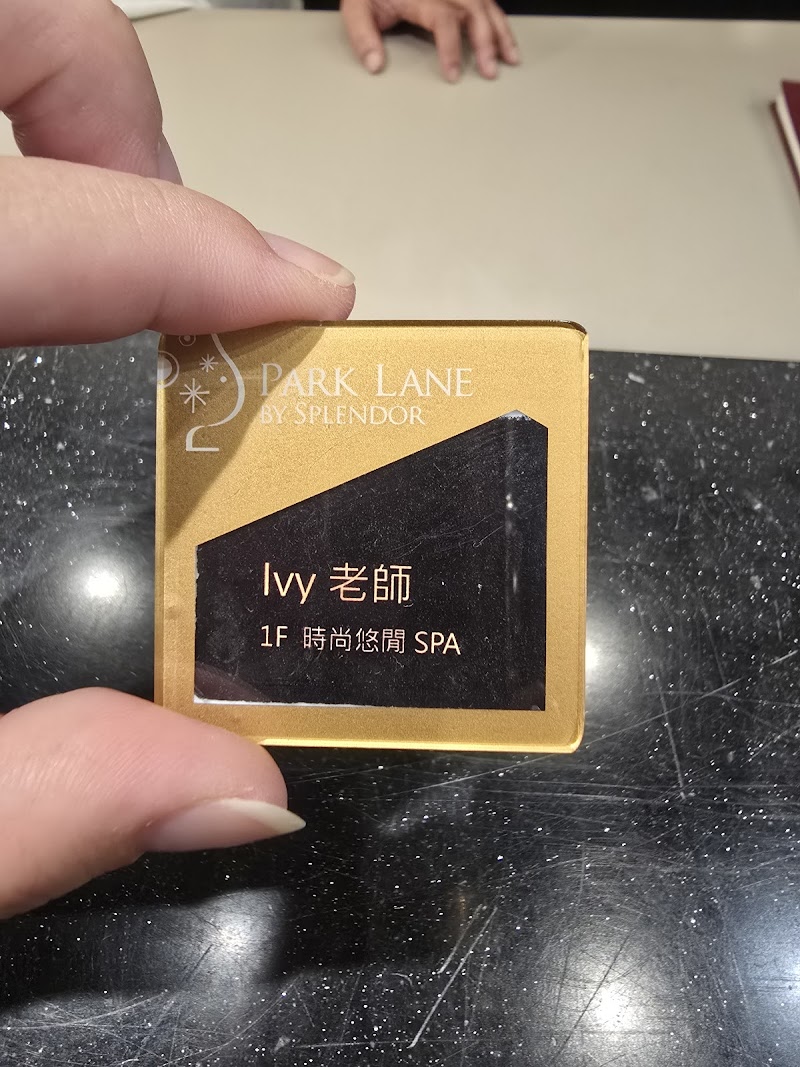 PARK LANE
BY SPLENDOR
Ivy 老師
1F 時尚悠閒 SPA